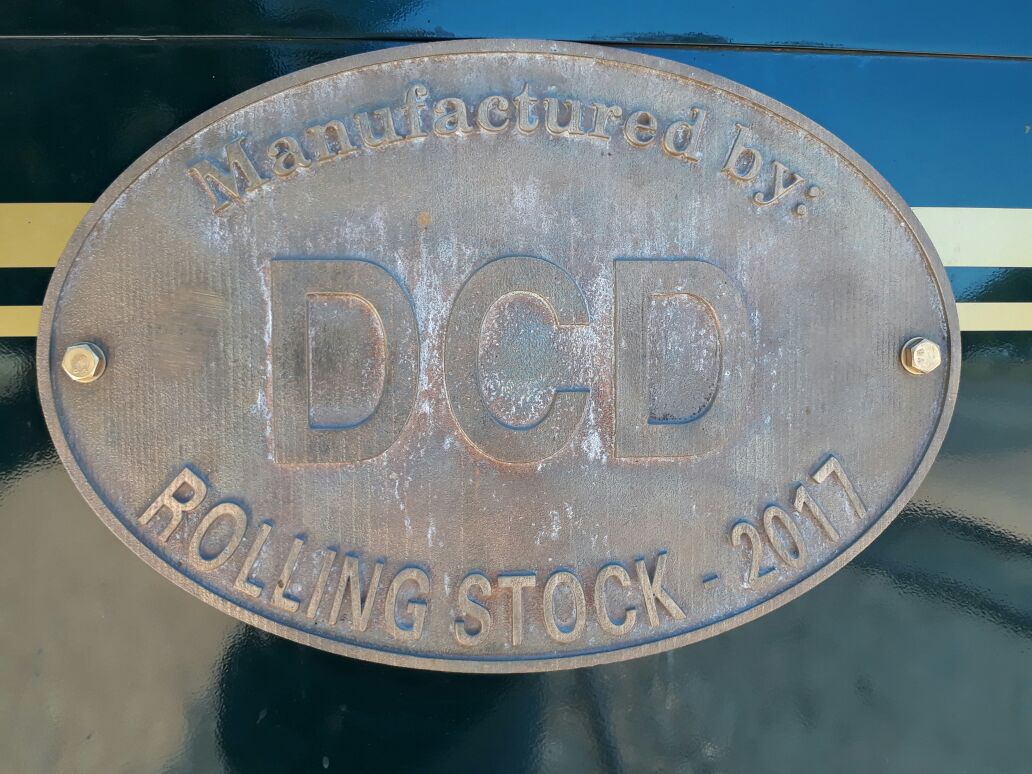 Manufactured by:
DCD
ROLLING STOCK - 2017